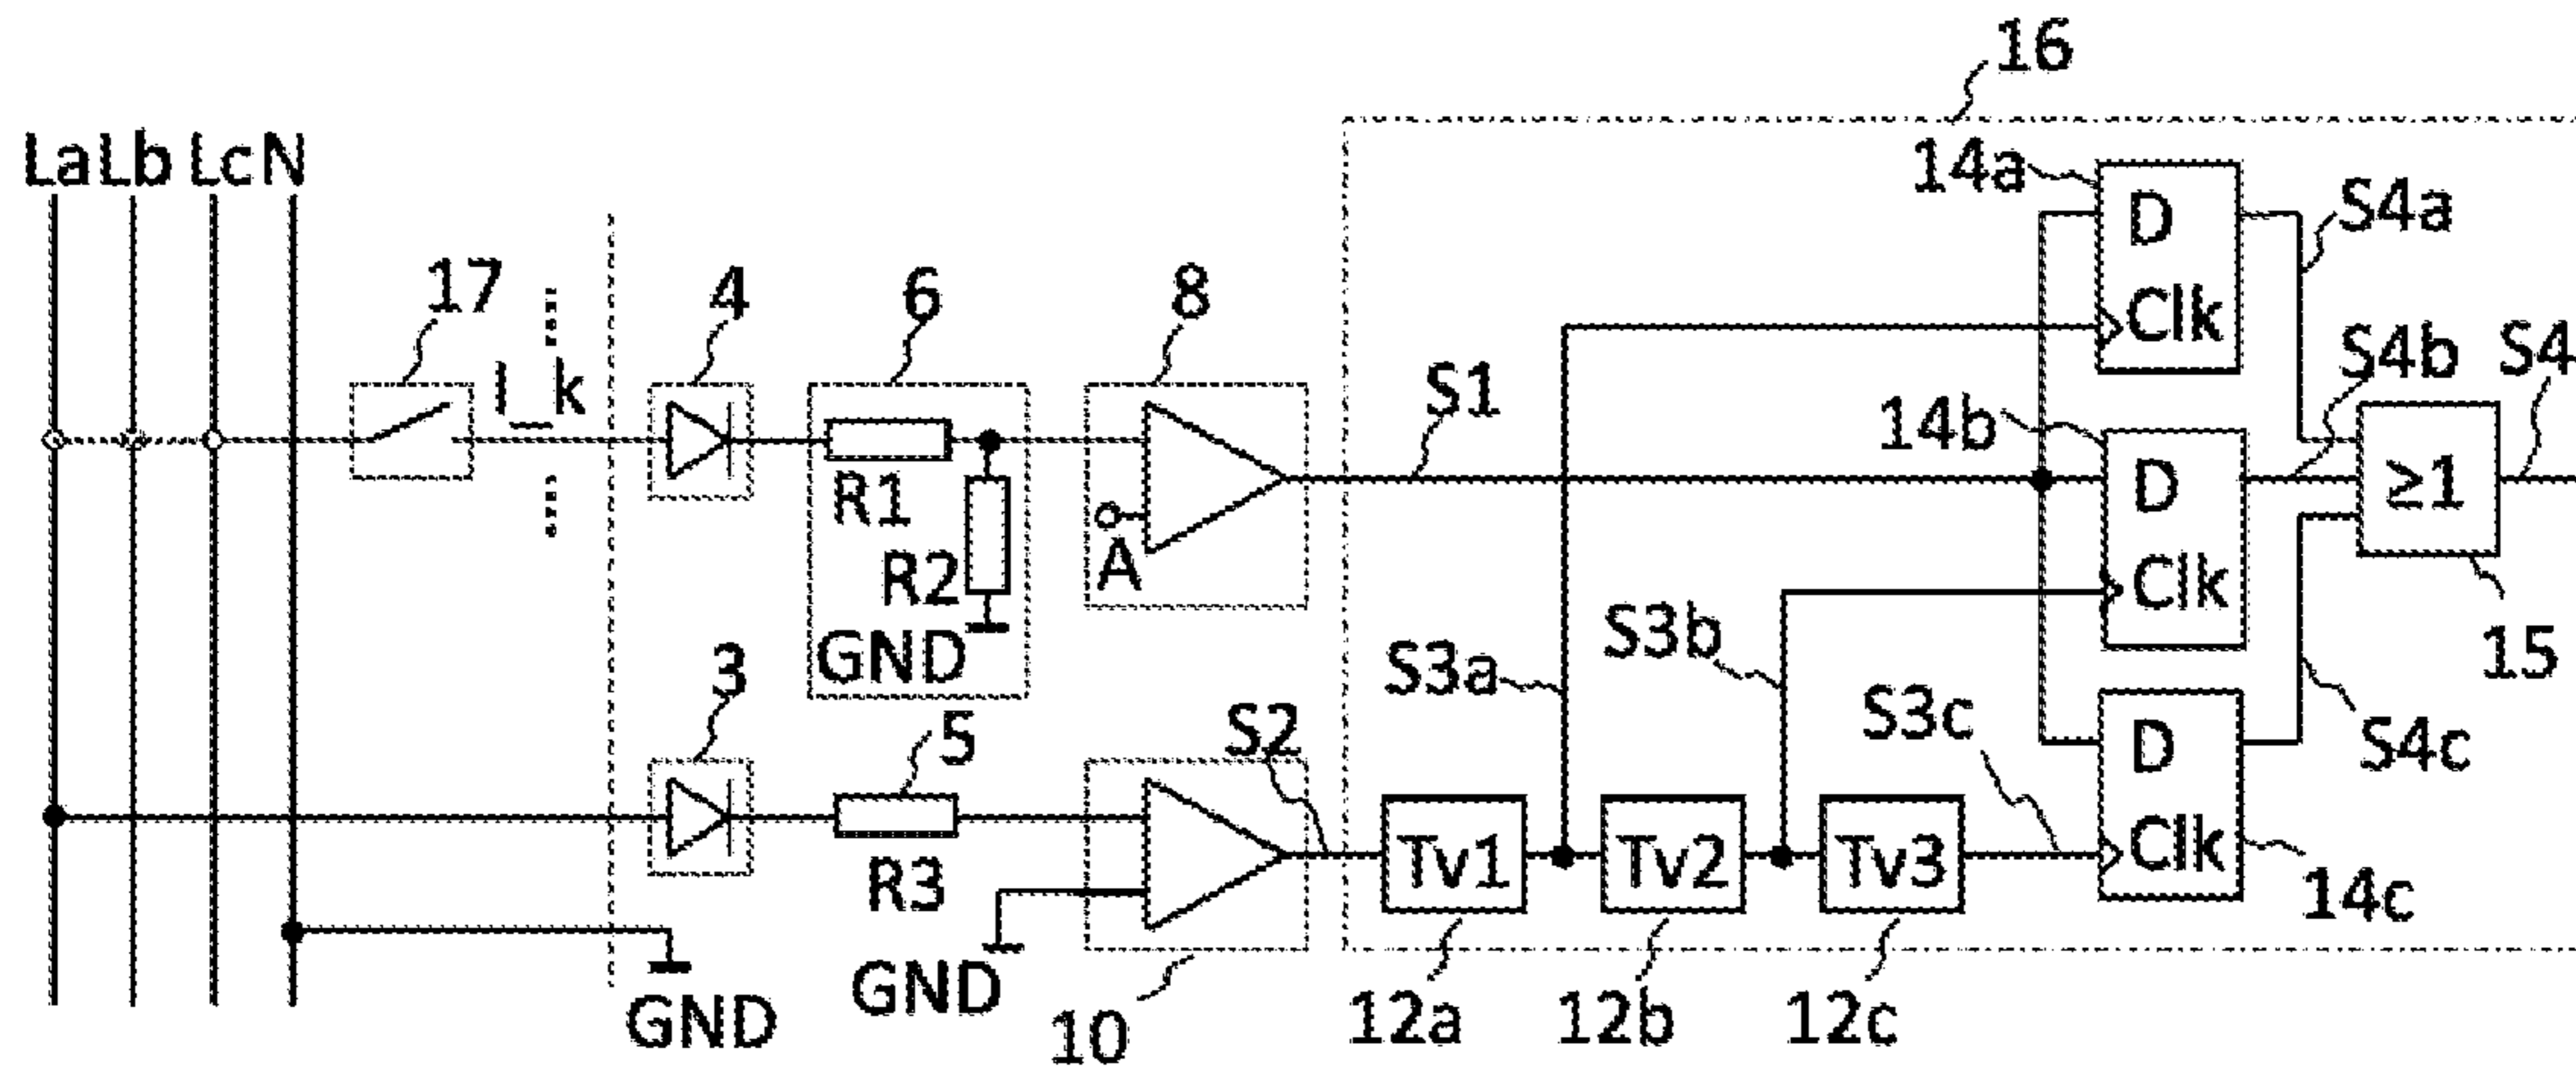 16
La Lb Lc N
14a
D
S4a
17
4
6
8
Clk
I_k
S1
S4b
S4
14b
R1
D
≥1
A
R2
Clk
GND
S3a
S3b
15
3
5
S2
S3c
D
S4c
Tv1
Tv2
Tv3
Clk
R3
14c
GND
GND
10
12a
12b
12c